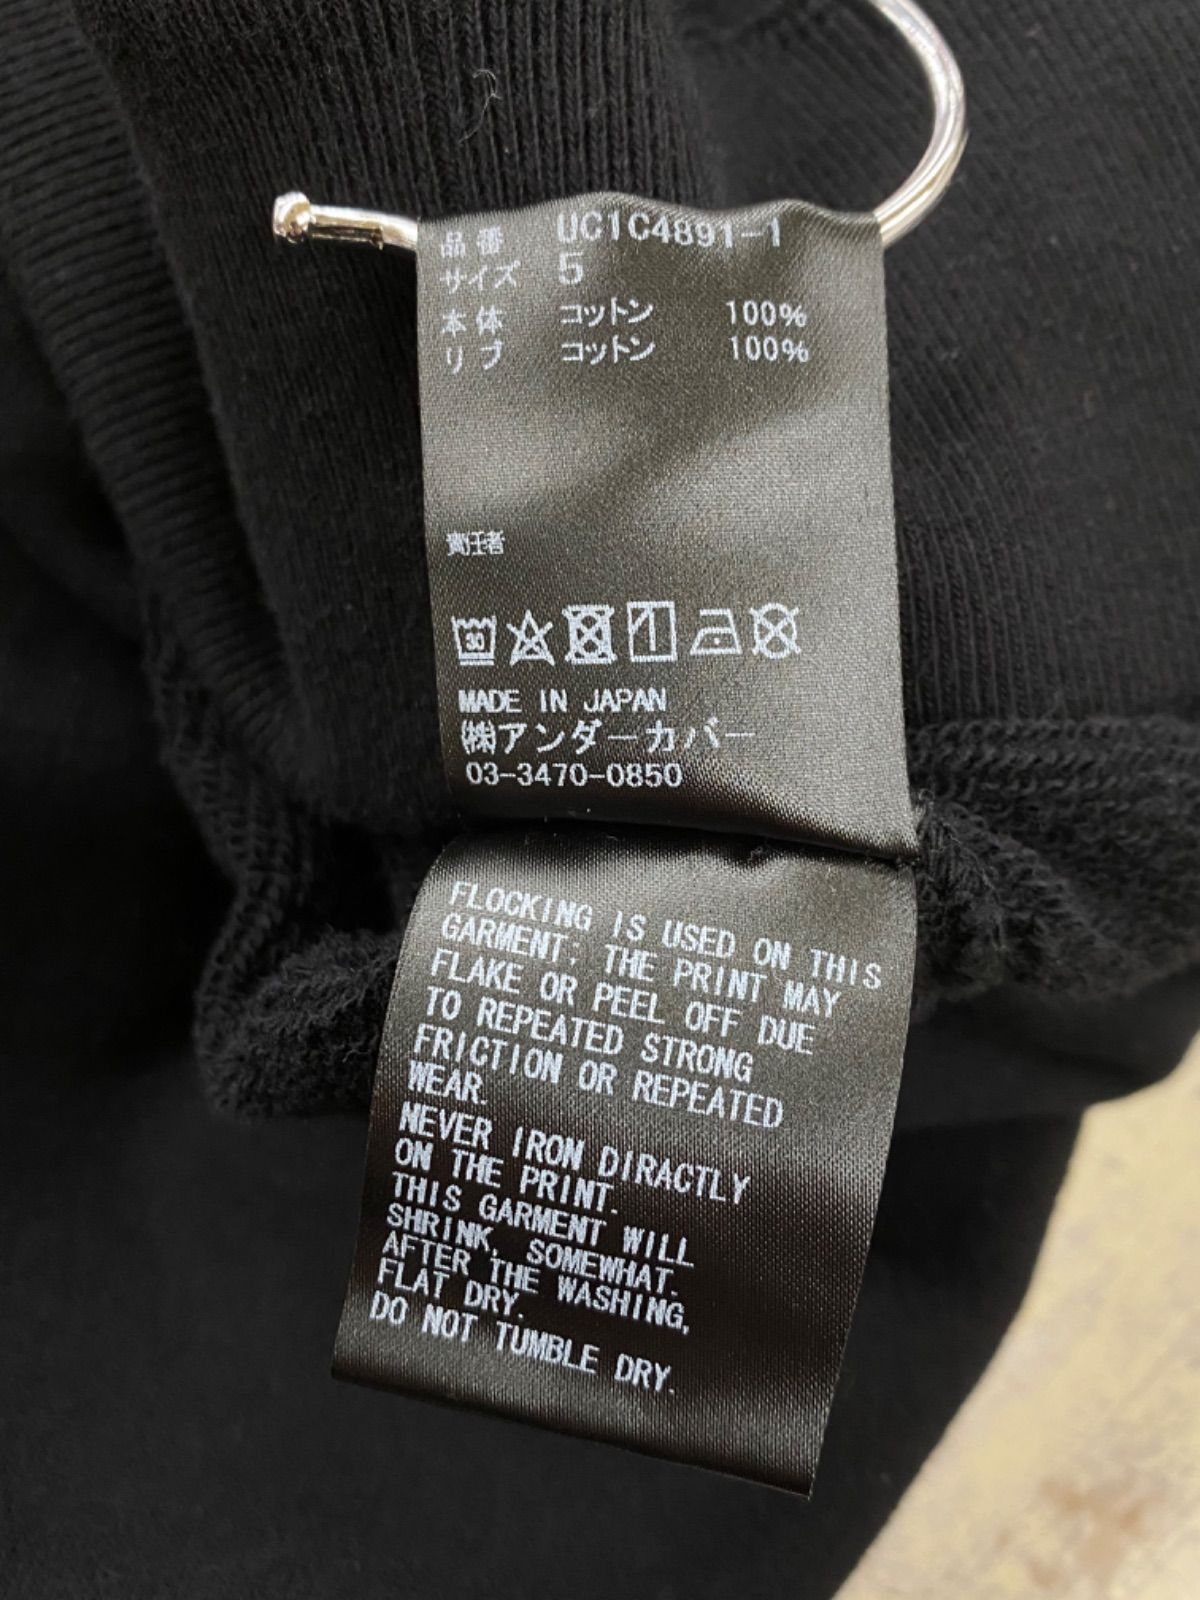 品番 UC1C4891-1
サイズ 5
本体 コットン 100%
リブ コットン 100%
責任者
30
MADE IN JAPAN
㈱アンダーカバー
03-3470-0850
FLOCKING IS USED ON THIS
GARMENT; THE PRINT MAY
FLAKE OR PEEL OFF DUE
TO REPEATED STRONG
FRICTION OR REPEATED
WEAR.
NEVER IRON DIRACTLY
ON THE PRINT.
THIS GARMENT WILL
SHRINK, SOMEWHAT.
AFTER THE WASHING,
FLAT DRY.
DO NOT TUMBLE DRY.